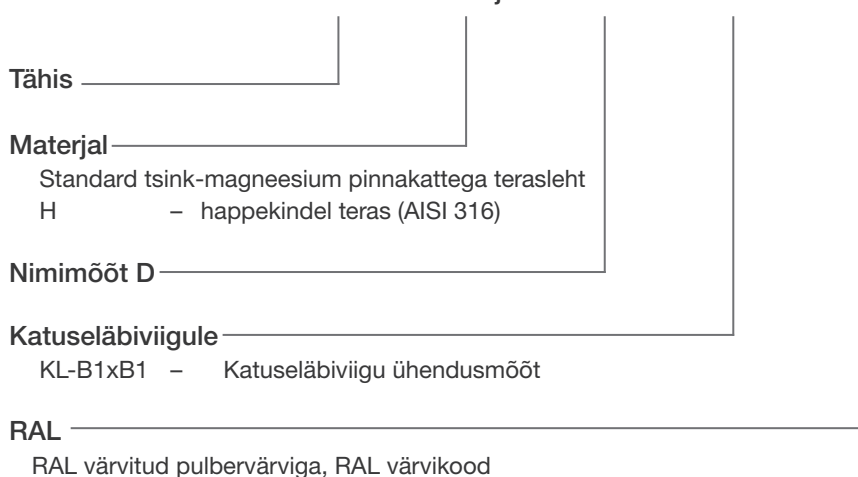 Tähis
Materjal
Standard tsink-magneesium pinnakattega terasleht
H – happekindel teras (AISI 316)
Nimimõõt D
Katuseläbiviigule
KL-B1xB1 – Katuseläbiviigu ühendusmõõt
RAL
RAL värvitud pulbervärviga, RAL värvikood